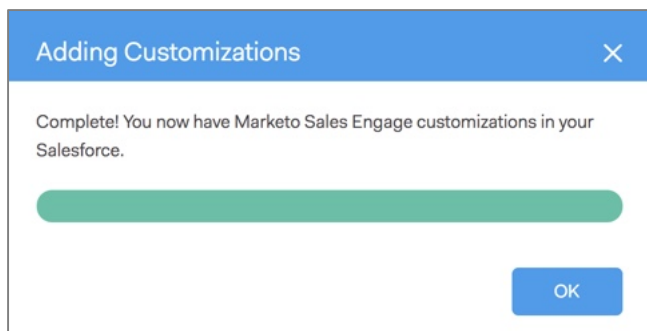 Adding Customizations
Complete! You now have Marketo Sales Engage customizations in your
Salesforce.
OK